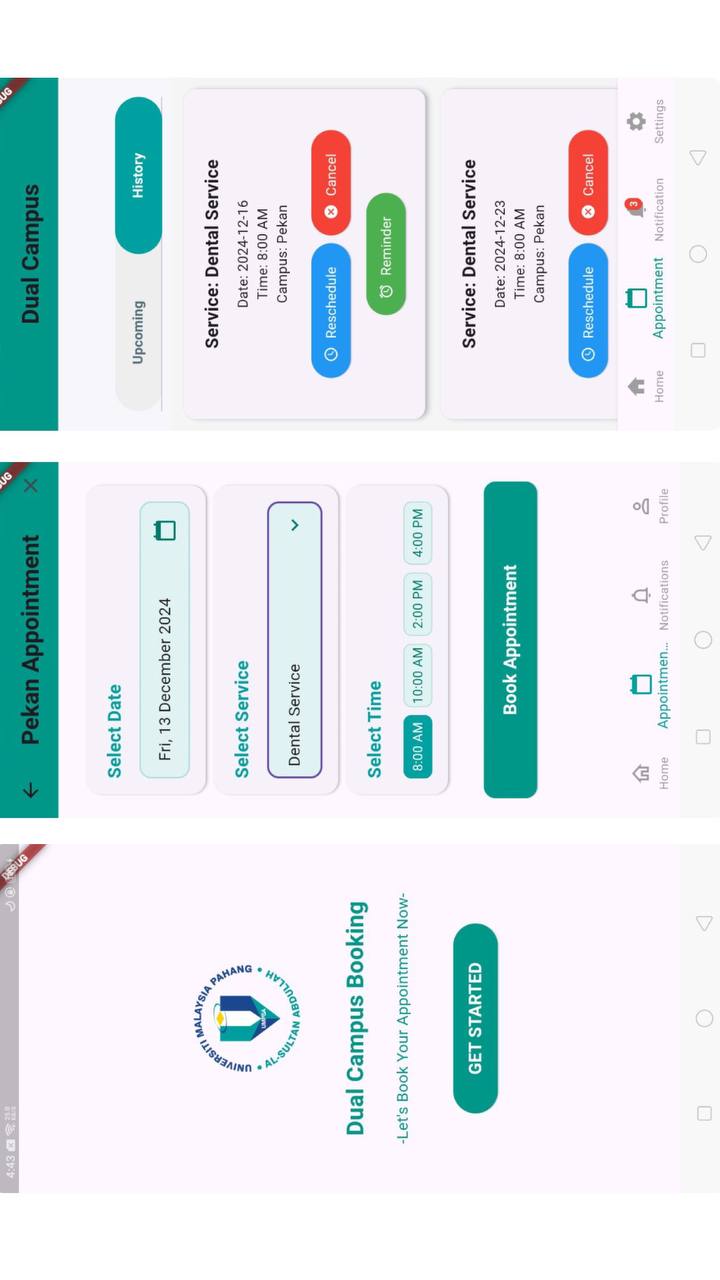 4:43
25.0
KB/S
UNIVERSITI MALAYSIA PAHANG
UMPSA
• AL-SULTAN ABDULLAH •
Dual Campus Booking
-Let's Book Your Appointment Now-
GET STARTED
Pekan Appointment
Select Date
Fri, 13 December 2024
Select Service
Dental Service
Select Time
8:00 AM 10:00 AM 2:00 PM 4:00 PM
Book Appointment
Home Appointmen... Notifications Profile
Dual Campus
Upcoming History
Service: Dental Service
Date: 2024-12-16
Time: 8:00 AM
Campus: Pekan
Reschedule Cancel
Reminder
Service: Dental Service
Date: 2024-12-23
Time: 8:00 AM
Campus: Pekan
Reschedule Cancel
3
Home Appointment Notification Settings